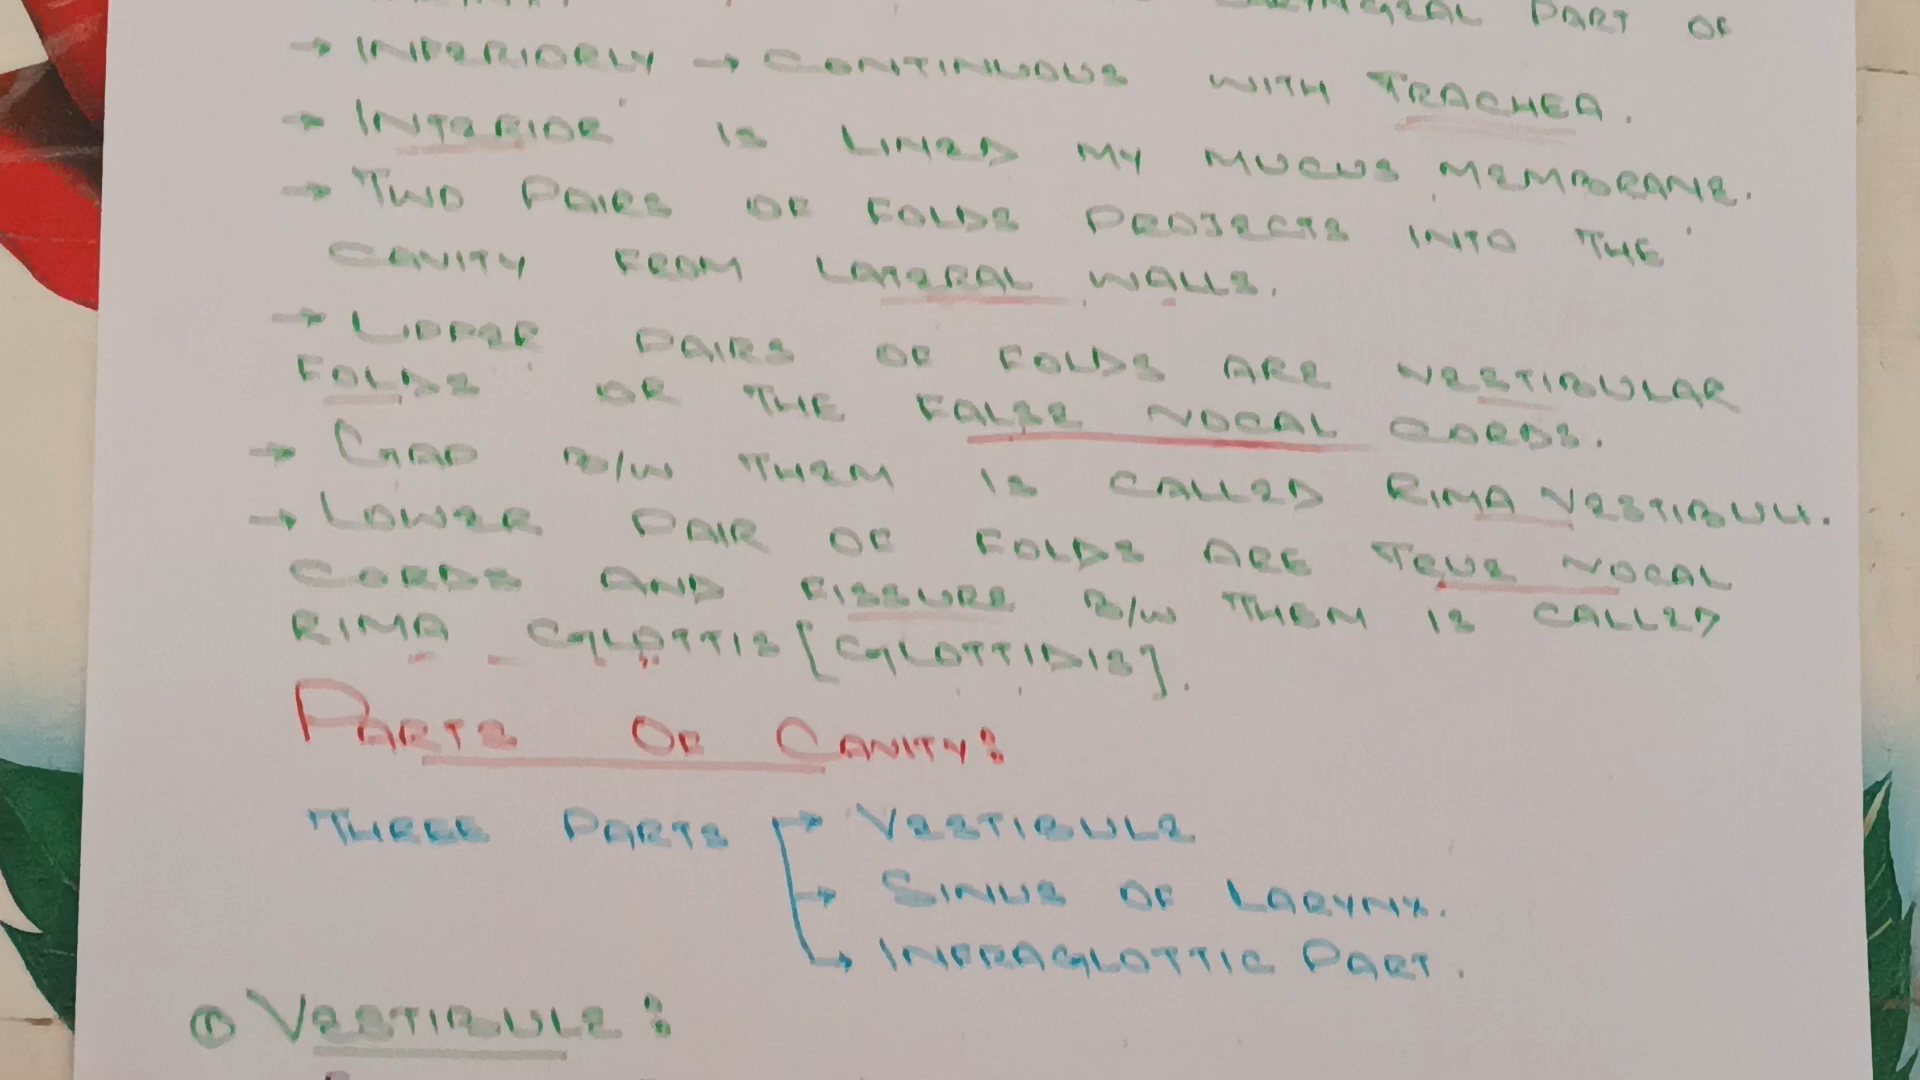 PART OF
→ INFERIORLY → CONTINUOUS WITH TRACHEA.
→ INTERIOR IS LINED MY MUCUS MEMBRANE.
→ TWO PAIRS OF FOLDS PROJECTS INTO THE
CAVITY FROM LATERAL WALLS.
→ UPPER PAIRS OF FOLDS ARE VESTIBULAR
FOLDS OR THE FALSE VOCAL CORDS.
→ GAP B/W THEM IS CALLED RIMA VESTIBULI.
→ LOWER PAIR OF FOLDS ARE TRUE VOCAL
CORDS AND FISSURE B/W THEM IS CALLED
RIMA GLOTTIS [GLOTTIDIS].
PARTS OF CAVITY:
THREE PARTS → VESTIBULE
→ SINUS OF LARYNX.
→ INFRAGLOTTIC PART.
① VESTIBULE: